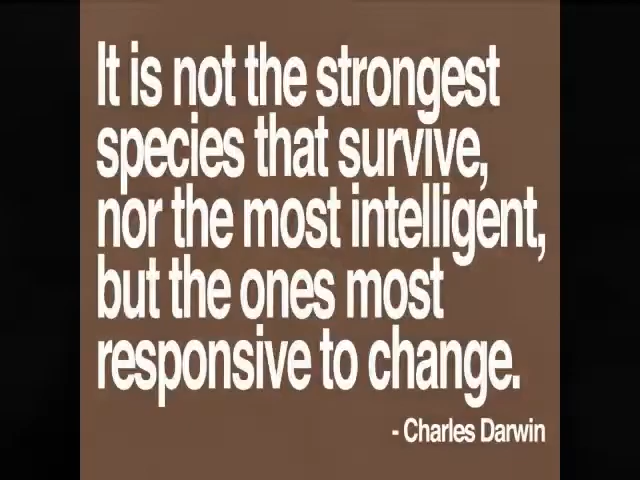 It is not the strongest
species that survive,
nor the most intelligent,
but the ones most
responsive to change.
- Charles Darwin